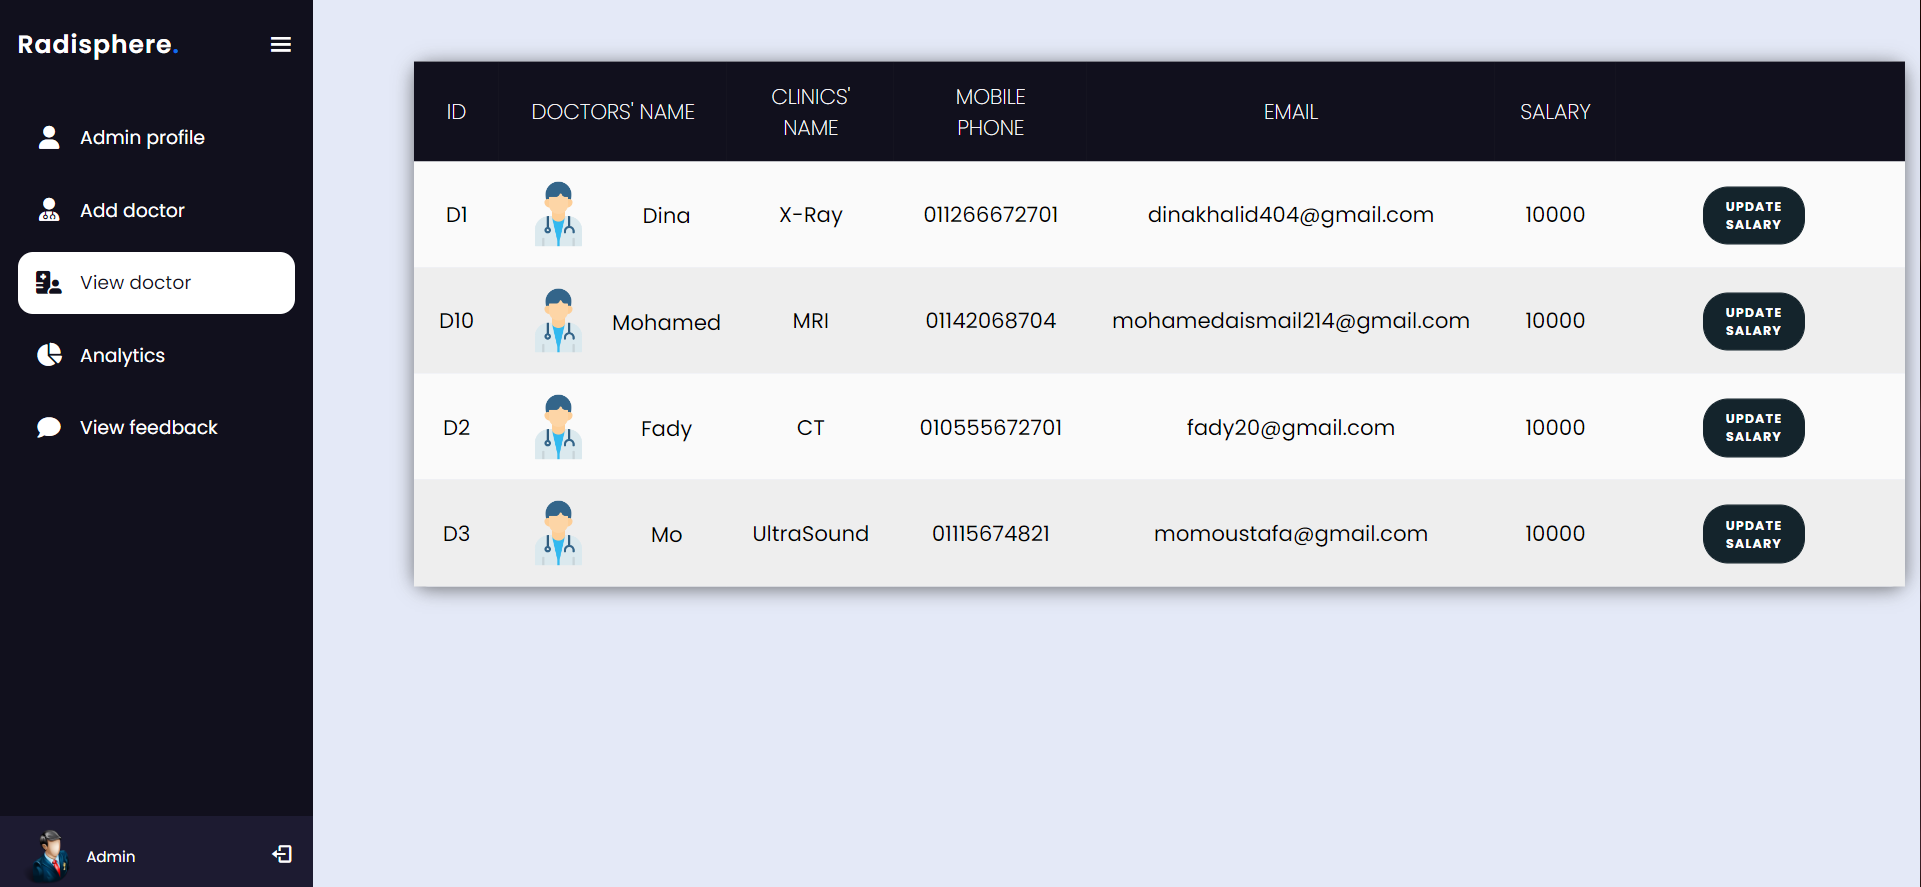 Radisphere.
Admin profile
Add doctor
View doctor
Analytics
View feedback
Admin
ID DOCTORS' NAME CLINICS' NAME MOBILE PHONE EMAIL SALARY
D1 Dina X-Ray 011266672701 dinakhalid404@gmail.com 10000 UPDATE SALARY
D10 Mohamed MRI 01142068704 mohamedaismail214@gmail.com 10000 UPDATE SALARY
D2 Fady CT 010555672701 fady20@gmail.com 10000 UPDATE SALARY
D3 Mo UltraSound 01115674821 momoustafa@gmail.com 10000 UPDATE SALARY